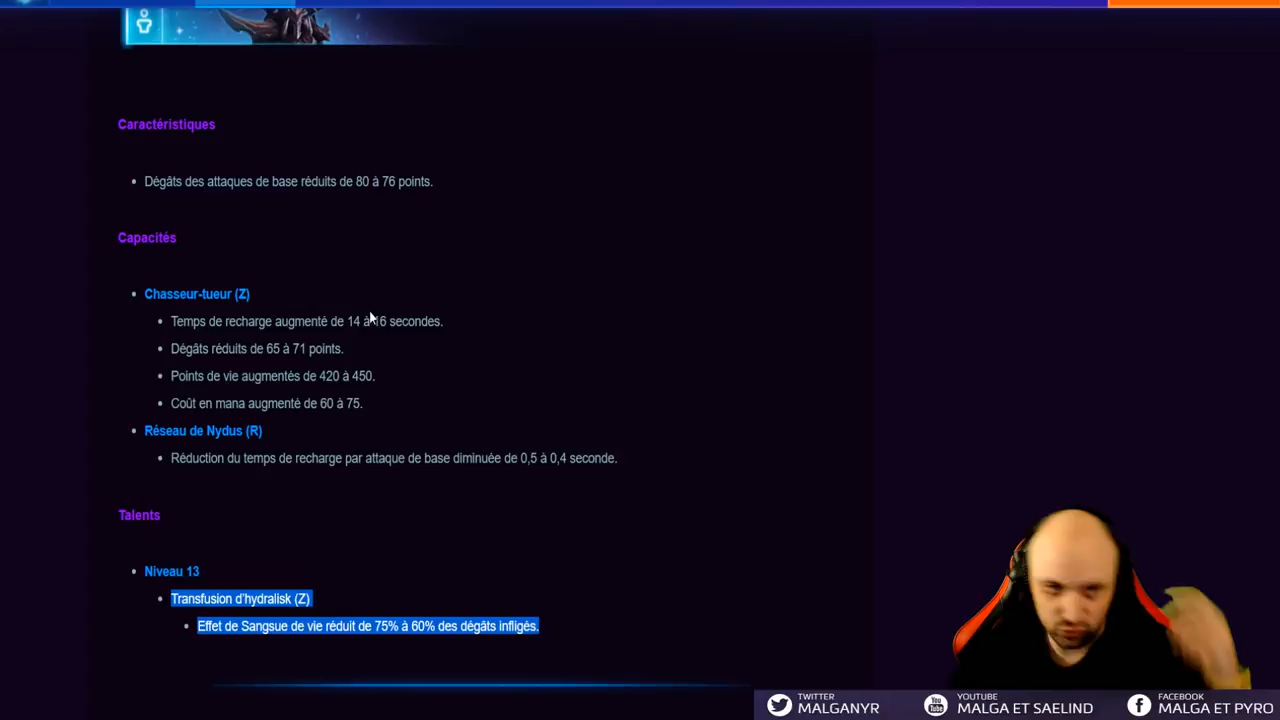 Caractéristiques
Dégâts des attaques de base réduits de 80 à 76 points.
Capacités
Chasseur-tueur (Z)
Temps de recharge augmenté de 14 à 16 secondes.
Dégâts réduits de 65 à 71 points.
Points de vie augmentés de 420 à 450.
Coût en mana augmenté de 60 à 75.
Réseau de Nydus (R)
Réduction du temps de recharge par attaque de base diminuée de 0,5 à 0,4 seconde.
Talents
Niveau 13
Transfusion d'hydralisk (Z)
Effet de Sangsue de vie réduit de 75% à 60% des dégâts infligés.
TWITTER
MALGANYR
YOUTUBE
MALGA ET SAELIND
FACEBOOK
MALGA ET PYRO